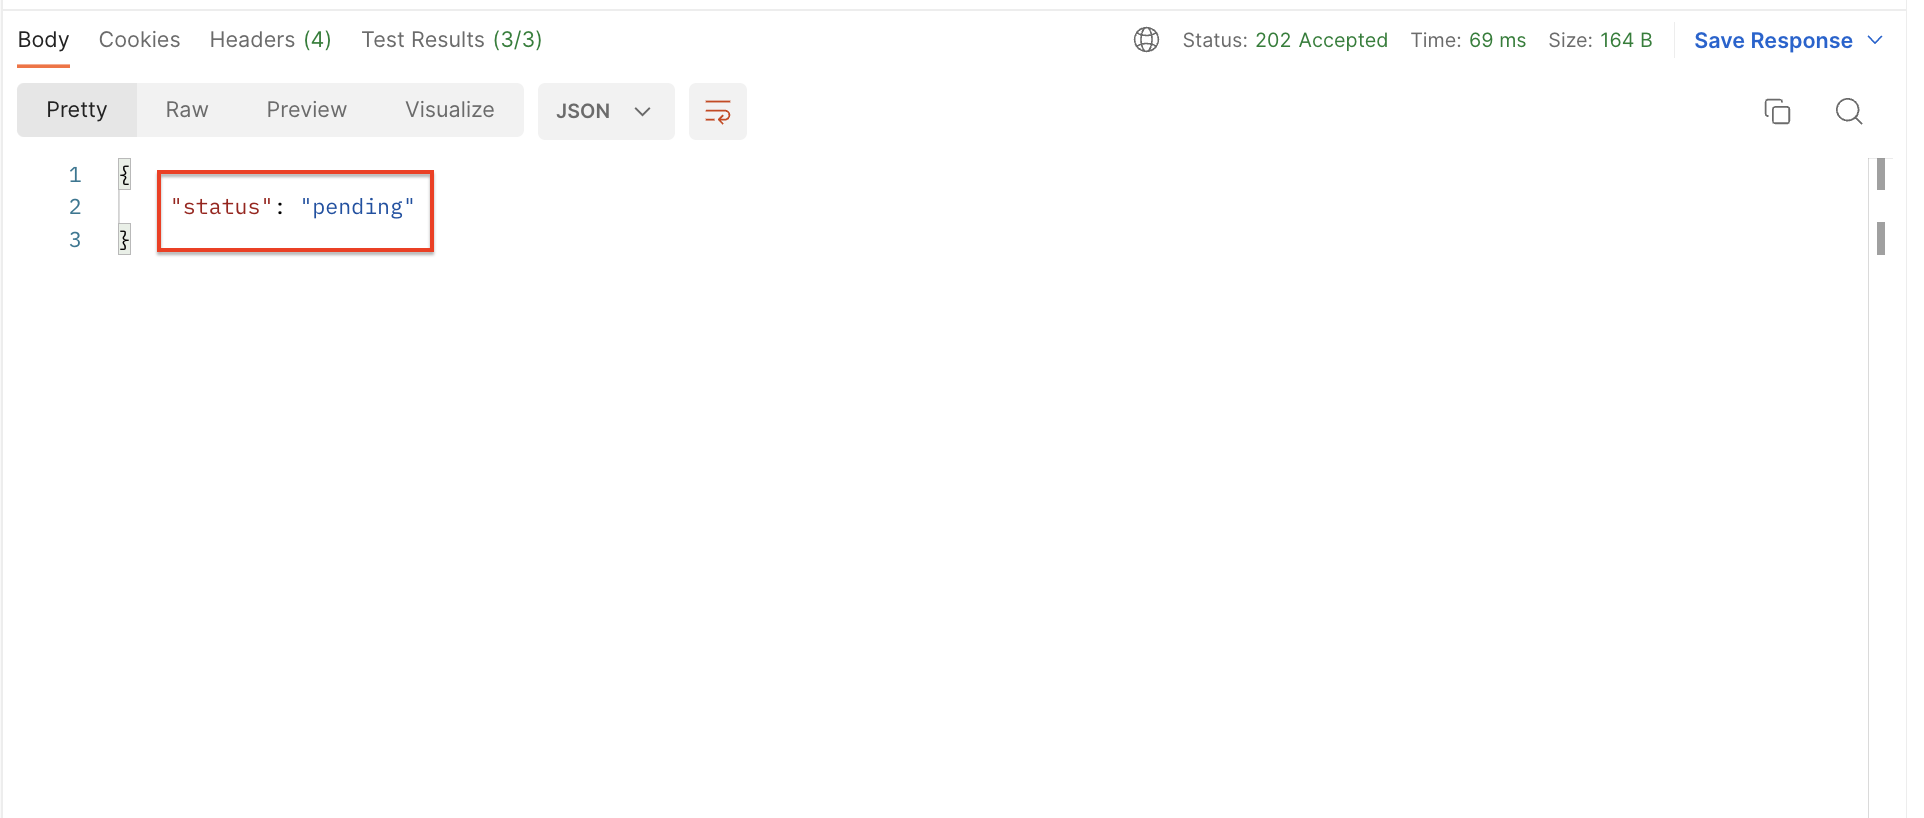 Body Cookies Headers (4) Test Results (3/3) Status: 202 Accepted Time: 69 ms Size: 164 B Save Response
Pretty Raw Preview Visualize JSON
1 {
2 "status": "pending"
3 }